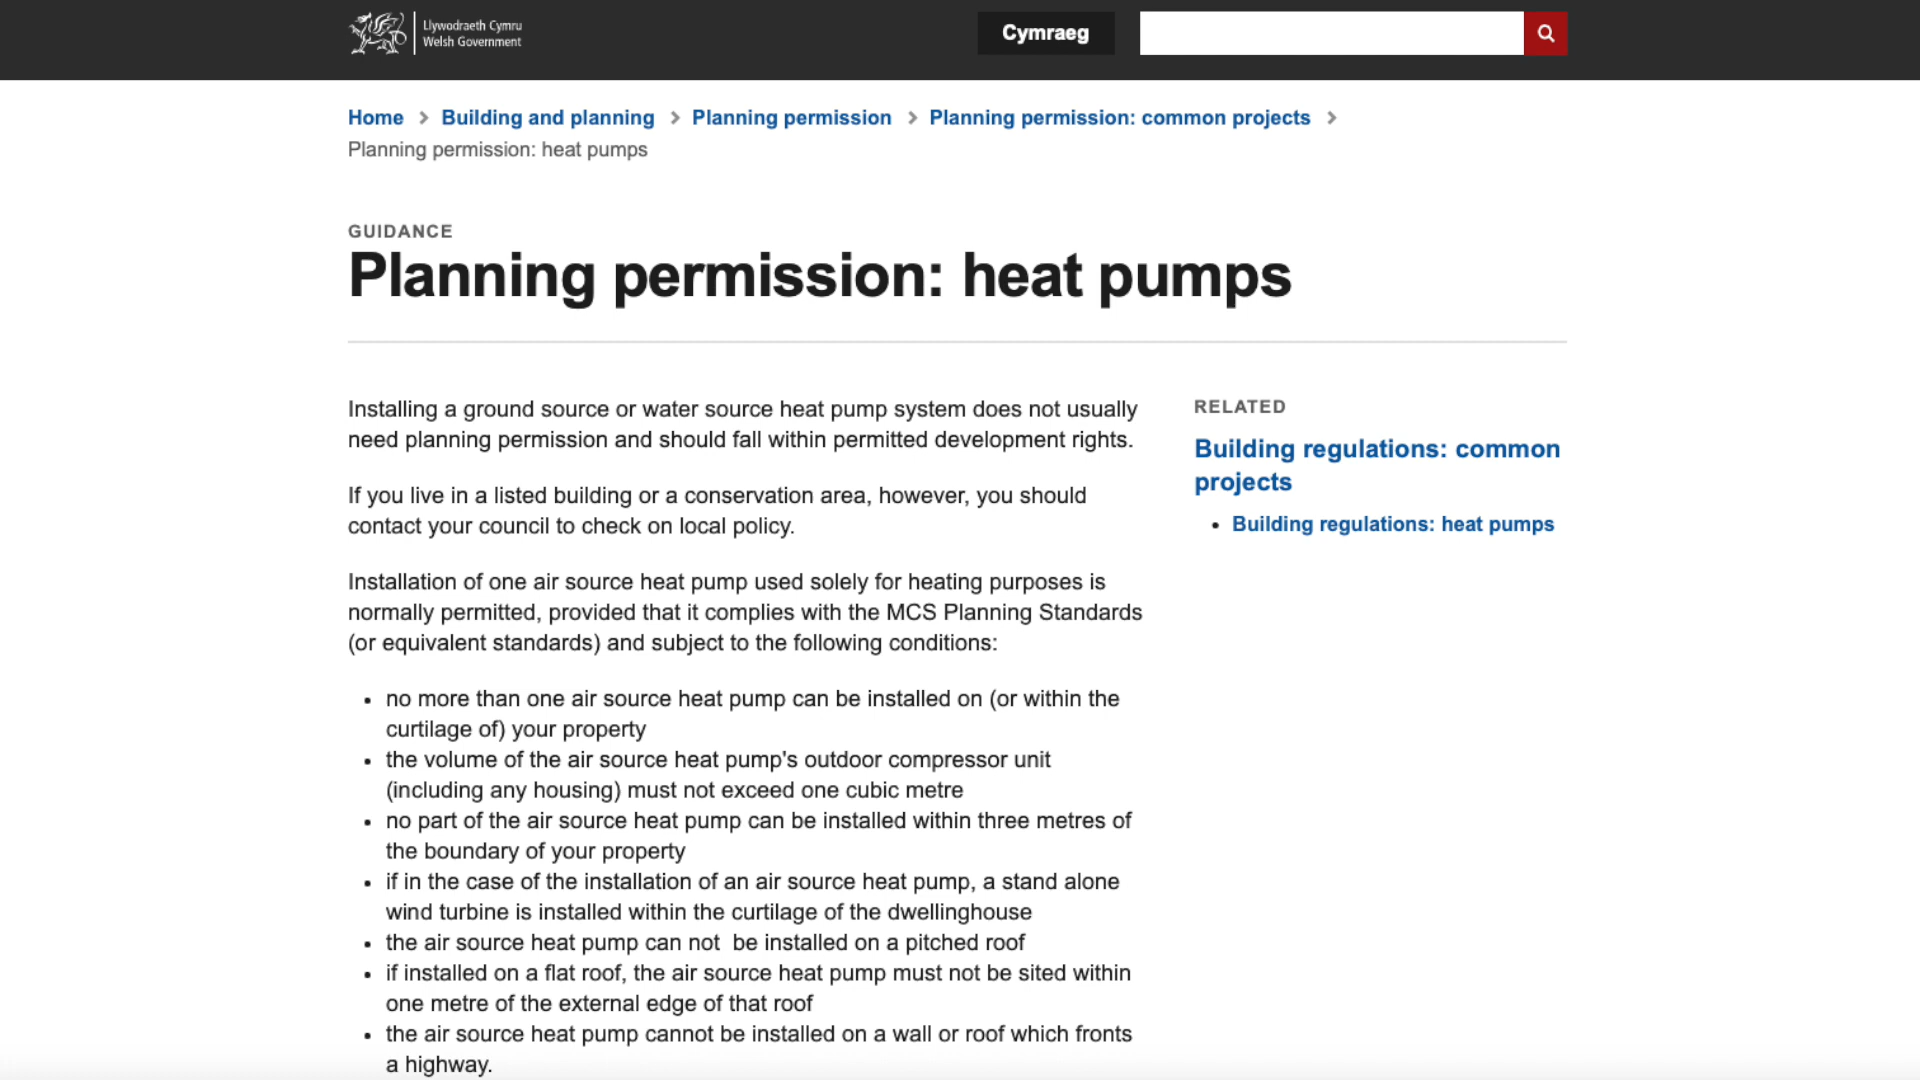 Llywodraeth Cymru
Welsh Government
Cymraeg
Home > Building and planning > Planning permission > Planning permission: common projects >
Planning permission: heat pumps
GUIDANCE
Planning permission: heat pumps
Installing a ground source or water source heat pump system does not usually
need planning permission and should fall within permitted development rights.
If you live in a listed building or a conservation area, however, you should
contact your council to check on local policy.
Installation of one air source heat pump used solely for heating purposes is
normally permitted, provided that it complies with the MCS Planning Standards
(or equivalent standards) and subject to the following conditions:
• no more than one air source heat pump can be installed on (or within the
curtilage of) your property
• the volume of the air source heat pump's outdoor compressor unit
(including any housing) must not exceed one cubic metre
• no part of the air source heat pump can be installed within three metres of
the boundary of your property
• if in the case of the installation of an air source heat pump, a stand alone
wind turbine is installed within the curtilage of the dwellinghouse
• the air source heat pump can not  be installed on a pitched roof
• if installed on a flat roof, the air source heat pump must not be sited within
one metre of the external edge of that roof
• the air source heat pump cannot be installed on a wall or roof which fronts
a highway.
RELATED
Building regulations: common
projects
• Building regulations: heat pumps